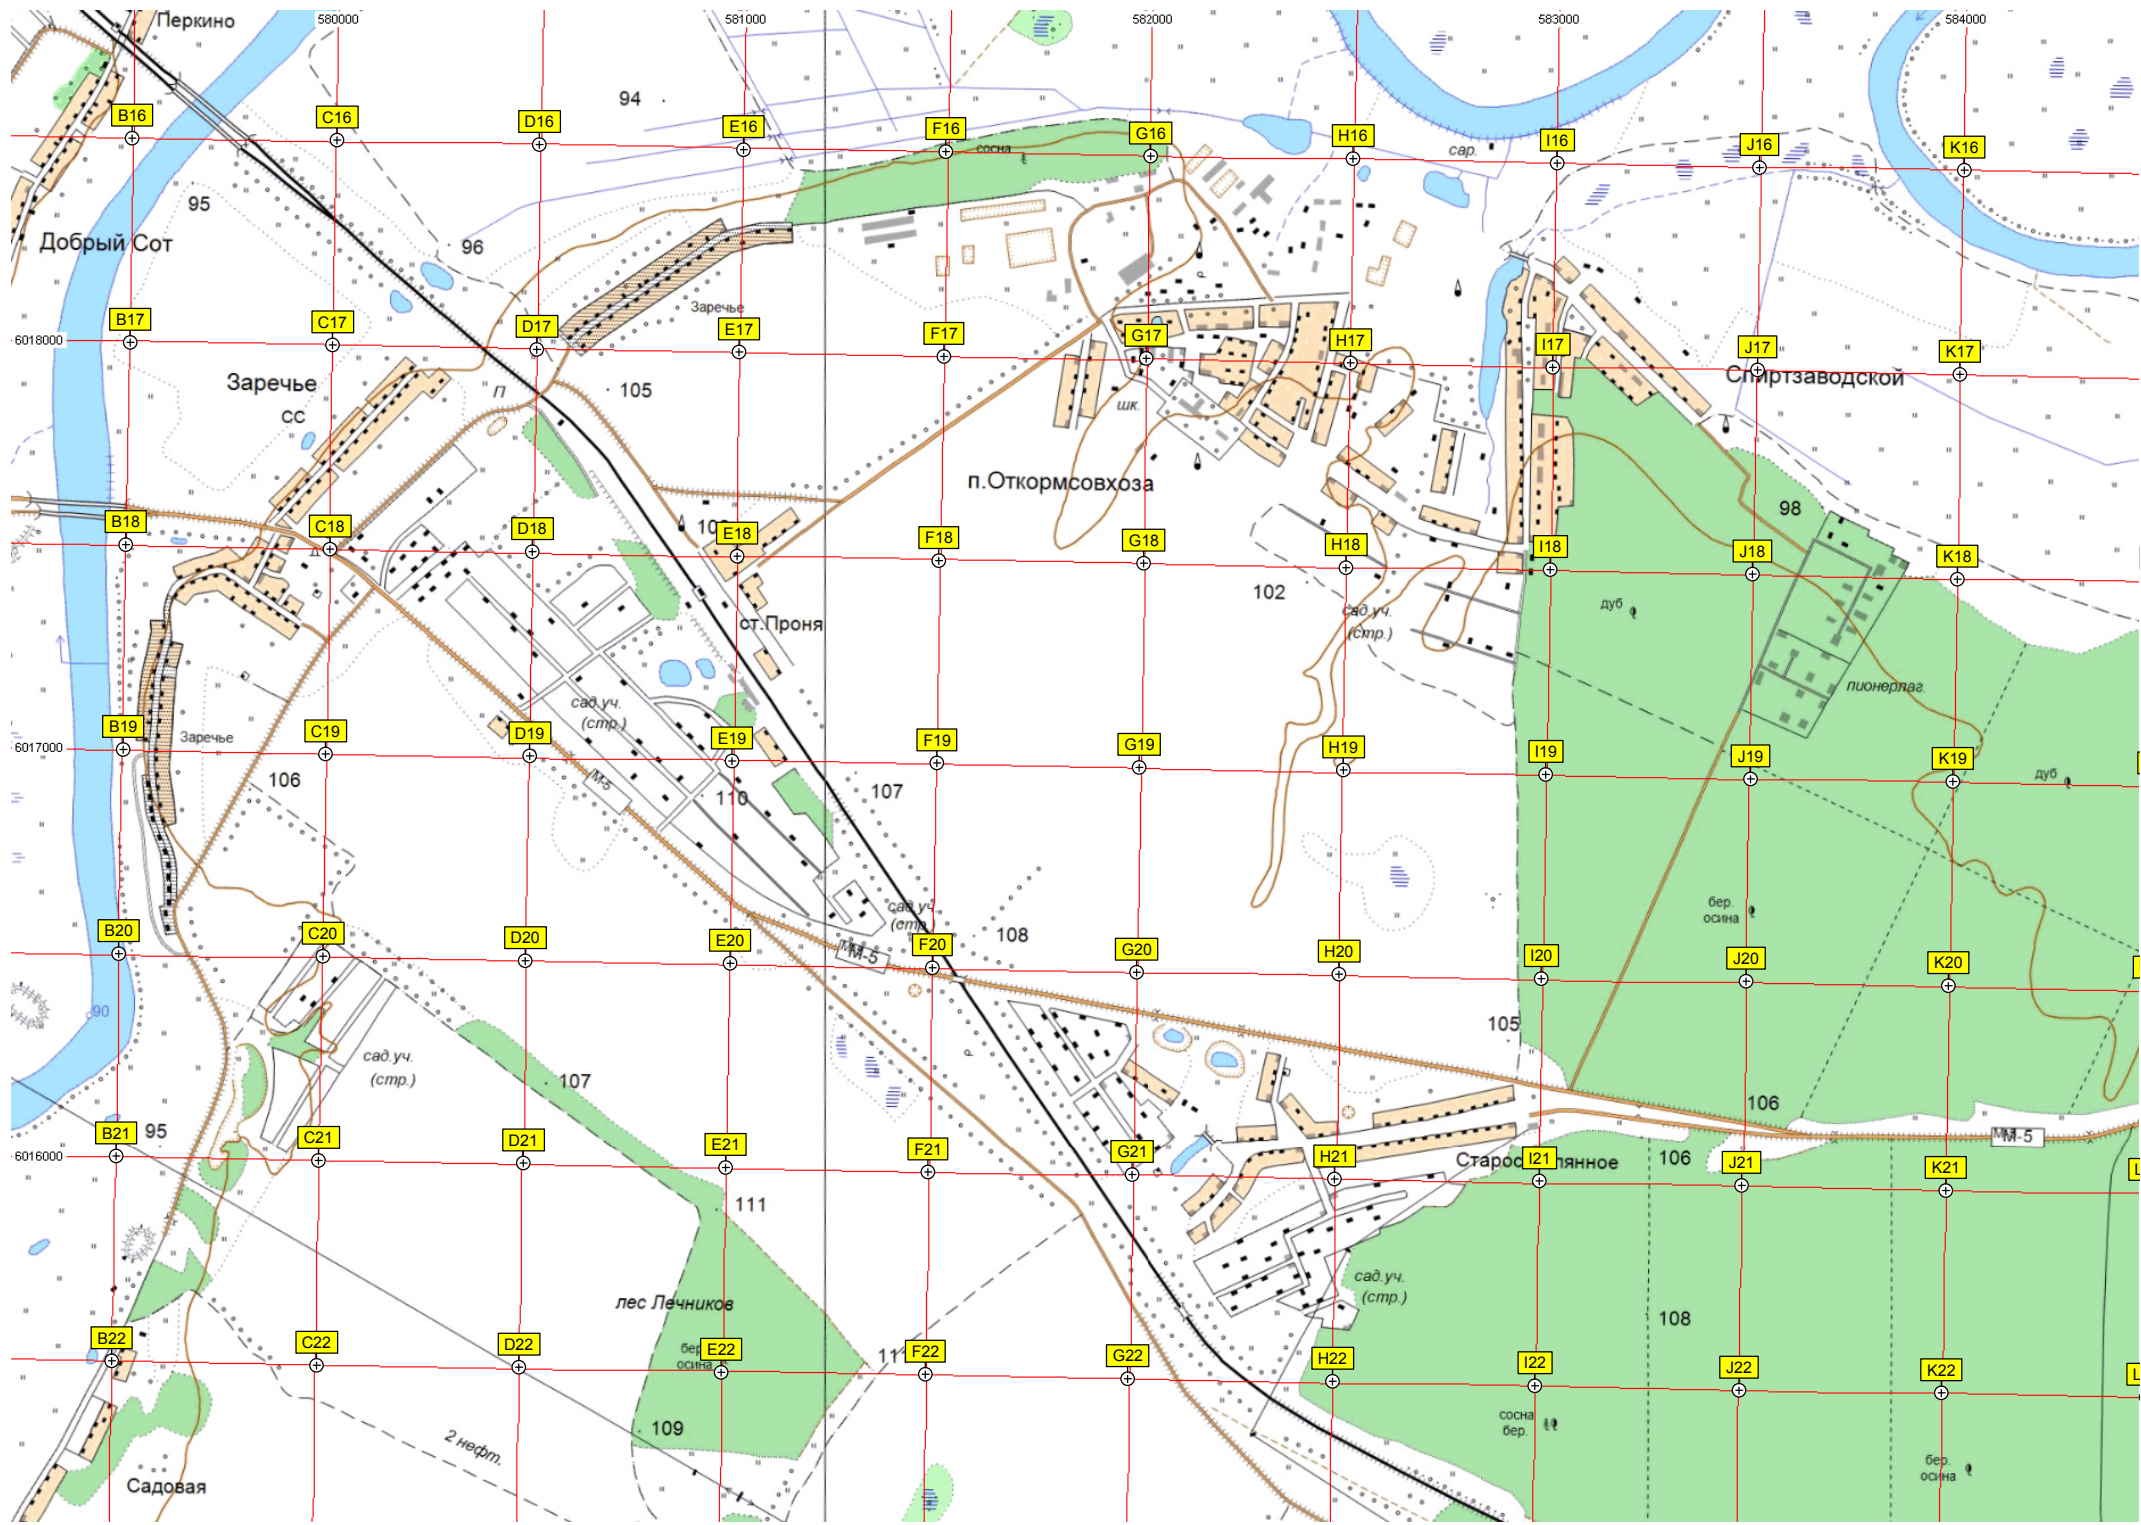 580000 581000 582000 583000 584000
Перкино
94
B16 C16 D16 E16 F16 G16 H16 I16 J16 K16
сосна
сар.
95
Добрый Сот
96
Заречье
6018000
B17 C17 D17 E17 F17 G17 H17 I17 J17 K17
Заречье
СС
П
105
шк.
Спиртзаводской
п.Откормсовхоза
98
B18 C18 D18 E18 F18 G18 H18 I18 J18 K18
102
дуб
сад.уч.
(стр.)
ст.Проня
пионерлаг.
сад.уч.
(стр.)
Заречье
6017000
B19 C19 D19 E19 F19 G19 H19 I19 J19 K19
106
М-5
110
107
дуб
бер.
осина
сад.уч.
108
B20 C20 D20 E20 F20 G20 H20 I20 J20 K20
М-5
90
105
сад.уч.
(стр.)
107
106
95
М-5
6016000
B21 C21 D21 E21 F21 G21 H21 I21 J21 K21
106
111
сад.уч.
(стр.)
лес Лечников
108
осина
B22 C22 D22 E22 F22 G22 H22 I22 J22 K22
109
сосна
бер.
2 нефт.
бер.
осина
Садовая